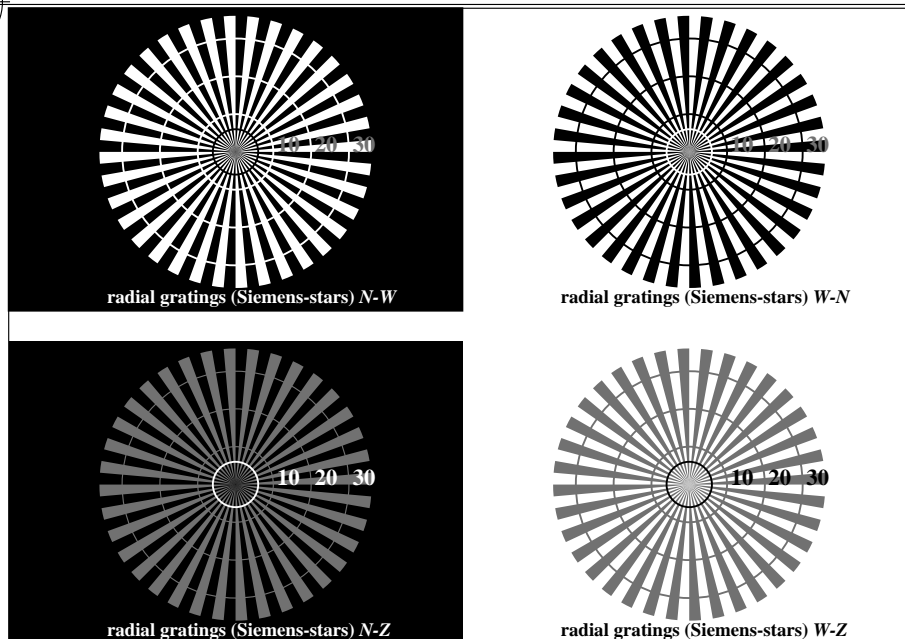 10 20 30
radial gratings (Siemens-stars) N-W
10 20 30
radial gratings (Siemens-stars) W-N
10 20 30
radial gratings (Siemens-stars) N-Z
10 20 30
radial gratings (Siemens-stars) W-Z